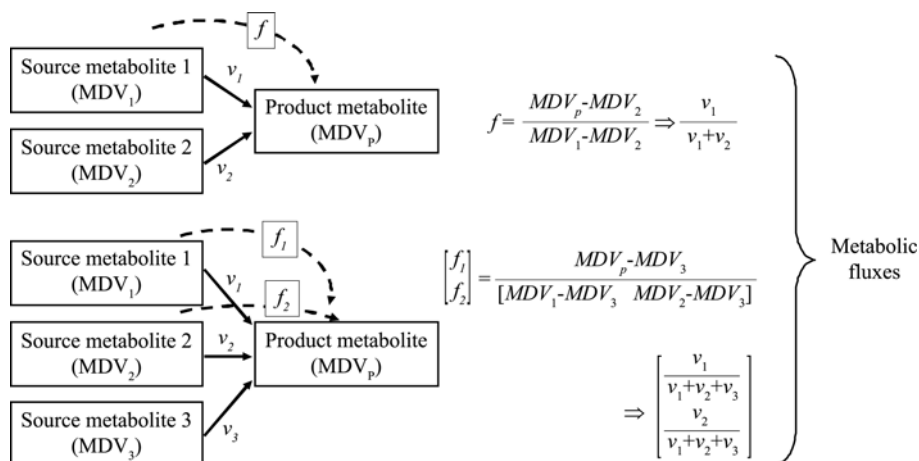 f
Source metabolite 1
(MDV₁)
v₁
Product metabolite
(MDVₚ)
Source metabolite 2
(MDV₂)
v₂
f = (MDVₚ-MDV₂)/(MDV₁-MDV₂) ⇒ v₁/(v₁+v₂)
f₁
Source metabolite 1
(MDV₁)
v₁
f₂
Source metabolite 2
(MDV₂)
v₂
Product metabolite
(MDVₚ)
Source metabolite 3
(MDV₃)
v₃
[f₁ f₂] = (MDVₚ-MDV₃)/[MDV₁-MDV₃ MDV₂-MDV₃]
⇒ [v₁/(v₁+v₂+v₃) v₂/(v₁+v₂+v₃)]
Metabolic
fluxes